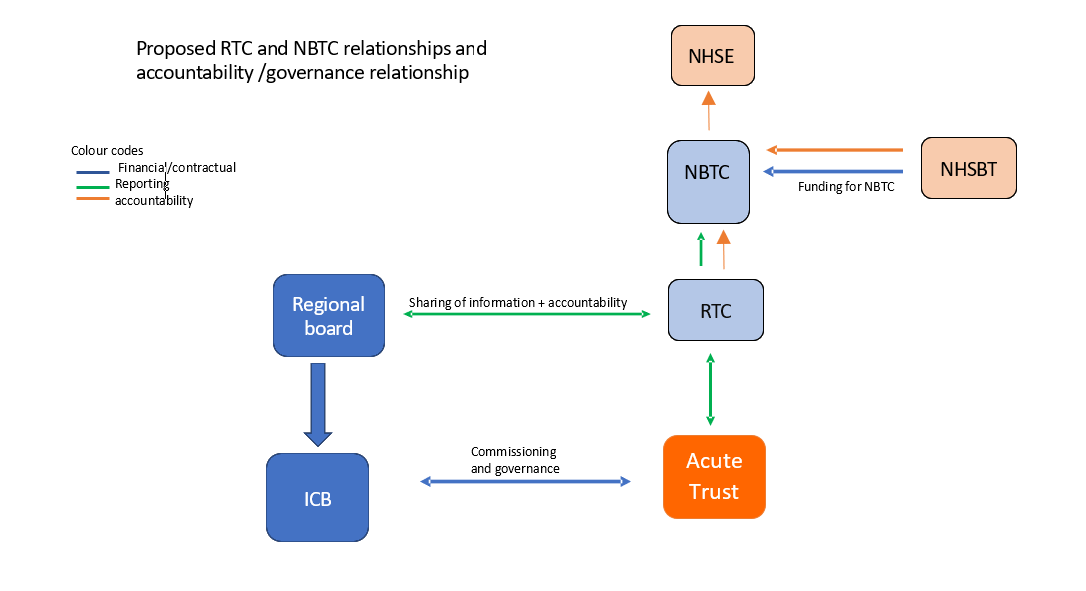 Proposed RTC and NBTC relationships and
accountability /governance relationship
NHSE
Colour codes
Financial/contractual
Reporting
accountability
NBTC
NHSBT
Funding for NBTC
Regional
board
Sharing of information + accountability
RTC
Commissioning
and governance
Acute
Trust
ICB